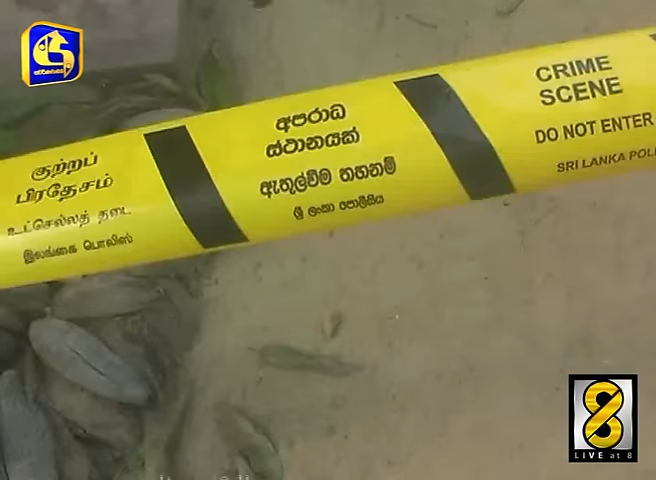 குற்றப்
பிரதேசம்
உட்செல்லத் தடை
இலங்கை பொலிஸ்
අපරාධ
ස්ථානයකි
ඇතුල්වීම තහනම්
ශ්‍රී ලංකා පොලීසිය
CRIME
SCENE
DO NOT ENTER
SRI LANKA POLI
8
LIVE at 8